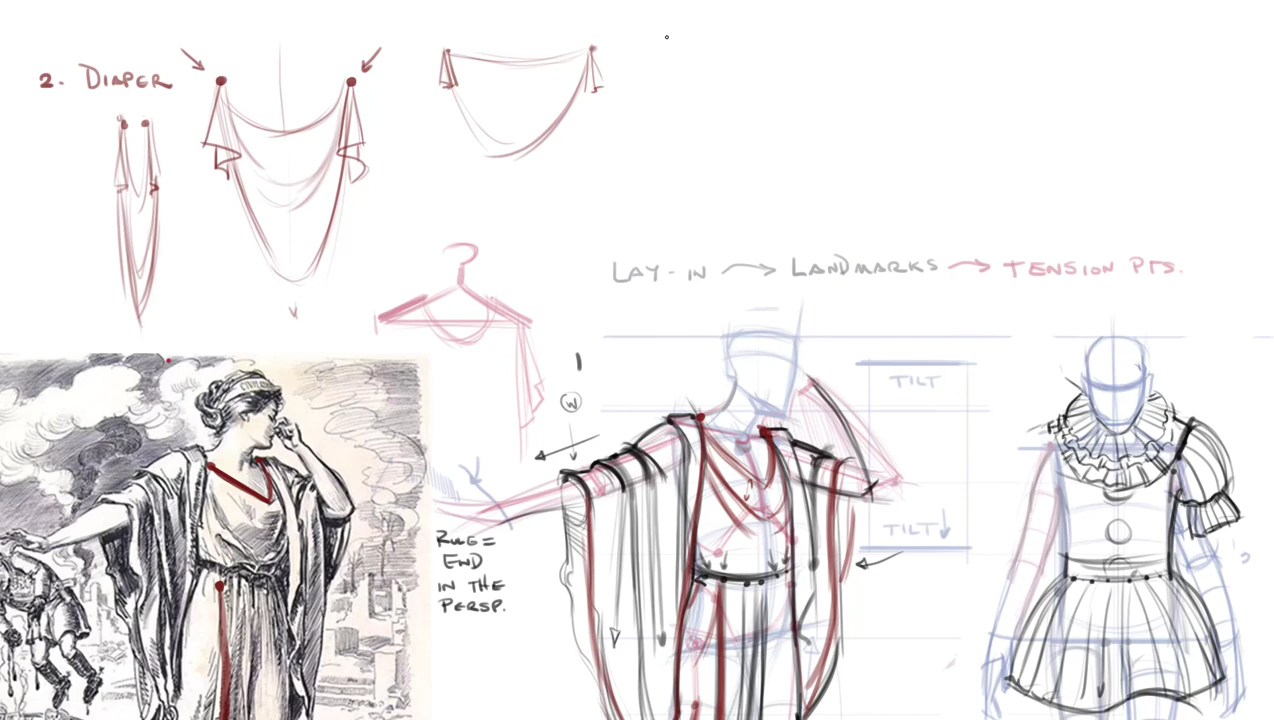 2. DIAPER
LAY-IN → LANDMARKS → TENSION PTS.
TILT
W
TILT↓
RULE=
END
IN THE
PERSP.